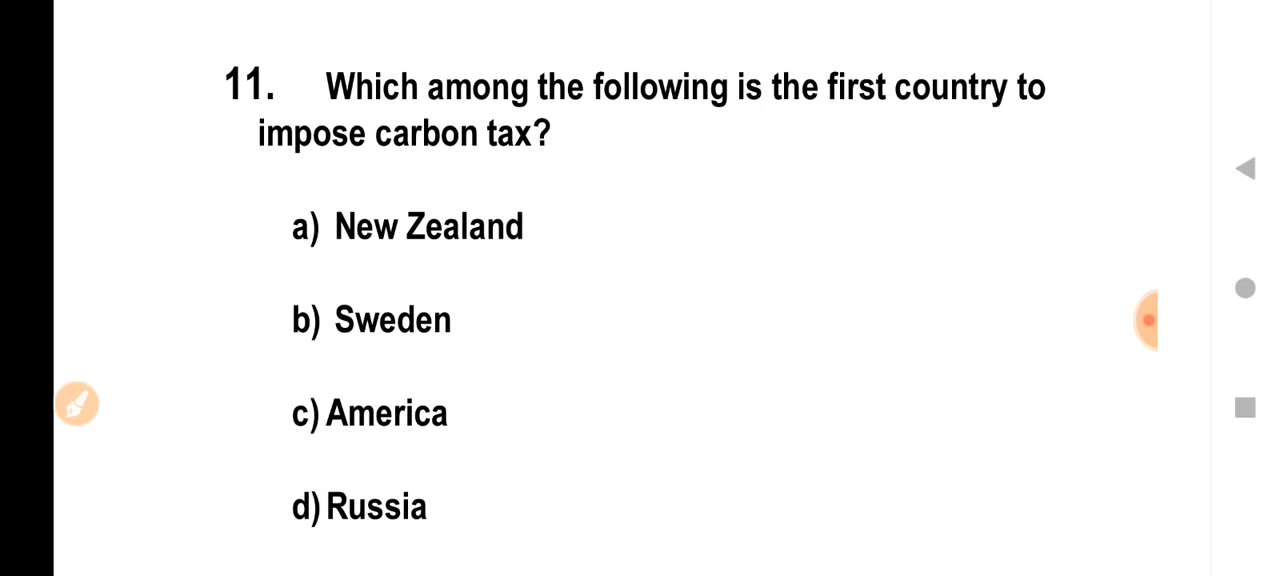 11. Which among the following is the first country to
impose carbon tax?
a) New Zealand
b) Sweden
c) America
d) Russia